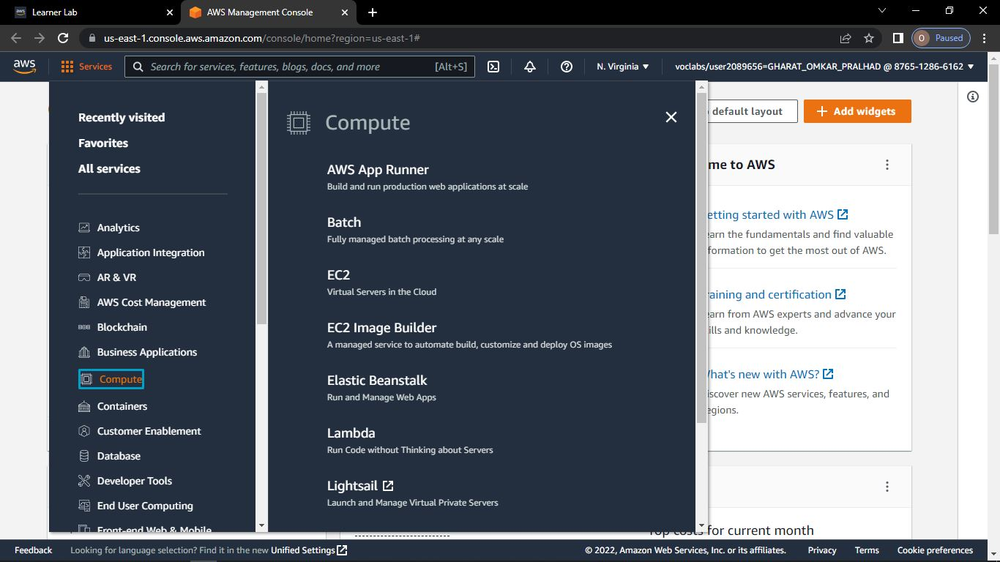 Learner Lab
AWS Management Console
us-east-1.console.aws.amazon.com/console/home?region=us-east-1#
O Paused
aws
Services
Search for services, features, blogs, docs, and more [Alt+S]
N. Virginia
voclabs/user2089656=GHARAT_OMKAR_PRALHAD @ 8765-1286-6162
Recently visited
Favorites
All services
Analytics
Application Integration
AR & VR
AWS Cost Management
Blockchain
Business Applications
Compute
Containers
Customer Enablement
Database
Developer Tools
End User Computing
Front-end Web & Mobile
Compute
AWS App Runner
Build and run production web applications at scale
Batch
Fully managed batch processing at any scale
EC2
Virtual Servers in the Cloud
EC2 Image Builder
A managed service to automate build, customize and deploy OS images
Elastic Beanstalk
Run and Manage Web Apps
Lambda
Run Code without Thinking about Servers
Lightsail
Launch and Manage Virtual Private Servers
default layout
+ Add widgets
me to AWS
etting started with AWS
earn the fundamentals and find valuable
formation to get the most out of AWS.
raining and certification
earn from AWS experts and advance your
ills and knowledge.
hat's new with AWS?
iscover new AWS services, features, and
egions.
Top costs for current month
Feedback
Looking for language selection? Find it in the new Unified Settings
© 2022, Amazon Web Services, Inc. or its affiliates.
Privacy
Terms
Cookie preferences